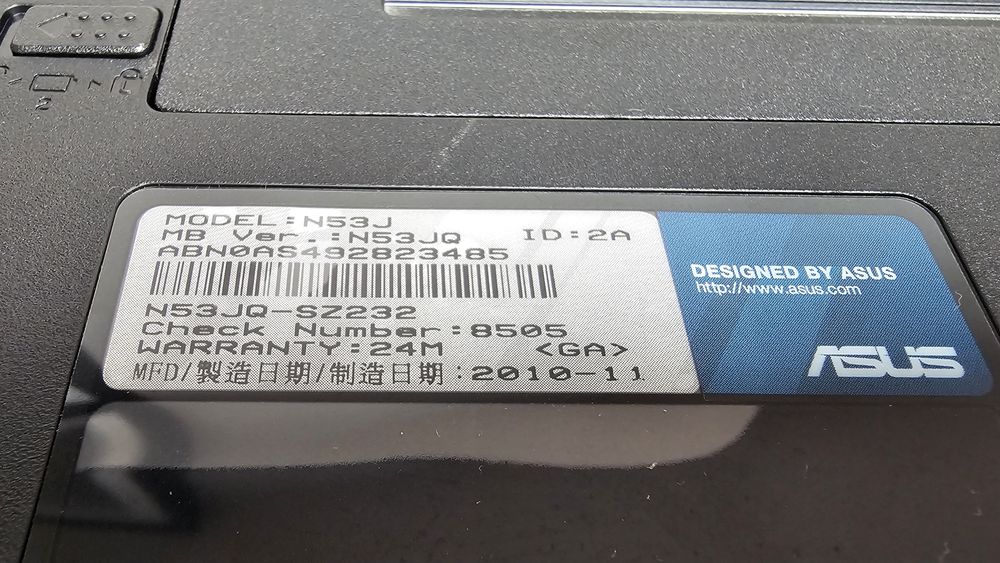 2
MODEL:N53J
MB Ver.:N53JQ ID:2A
ABN0AS492823485
N53JQ-SZ232
Check Number:8505
WARRANTY:24M <GA>
MFD/製造日期/制造日期:2010-11
DESIGNED BY ASUS
http://www.asus.com
ASUS